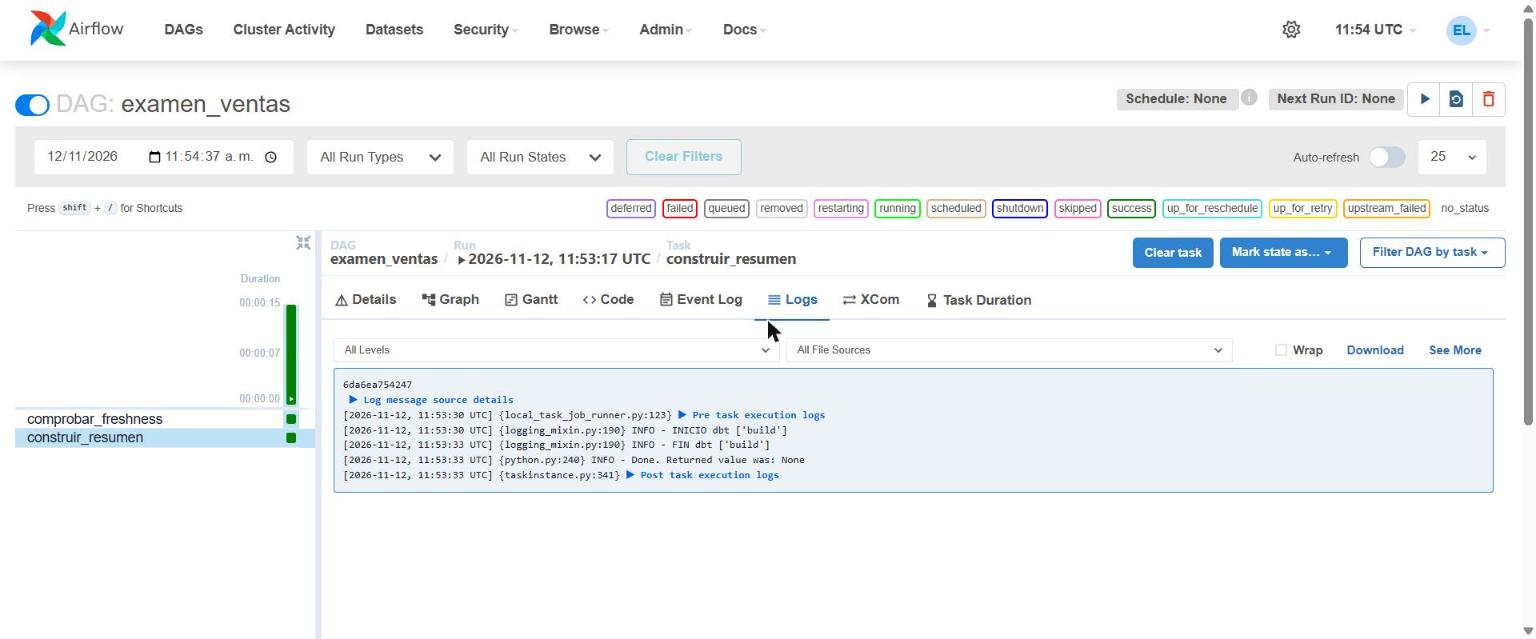 Airflow DAGs Cluster Activity Datasets Security Browse Admin Docs 11:54 UTC EL
DAG: examen_ventas Schedule: None i Next Run ID: None
12/11/2026 11:54:37 a. m. All Run Types All Run States Clear Filters Auto-refresh 25
Press shift + / for Shortcuts deferred failed queued removed restarting running scheduled shutdown skipped success up_for_reschedule up_for_retry upstream_failed no_status
DAG Run Task
examen_ventas / 2026-11-12, 11:53:17 UTC / construir_resumen Clear task Mark state as... Filter DAG by task
Duration
00:00:15
00:00:07
00:00:00
comprobar_freshness
construir_resumen
Details Graph Gantt Code Event Log Logs XCom Task Duration
All Levels All File Sources Wrap Download See More
6da6ea754247
Log message source details
[2026-11-12, 11:53:30 UTC] {local_task_job_runner.py:123} Pre task execution logs
[2026-11-12, 11:53:30 UTC] {logging_mixin.py:190} INFO - INICIO dbt ['build']
[2026-11-12, 11:53:33 UTC] {logging_mixin.py:190} INFO - FIN dbt ['build']
[2026-11-12, 11:53:33 UTC] {python.py:240} INFO - Done. Returned value was: None
[2026-11-12, 11:53:33 UTC] {taskinstance.py:341} Post task execution logs